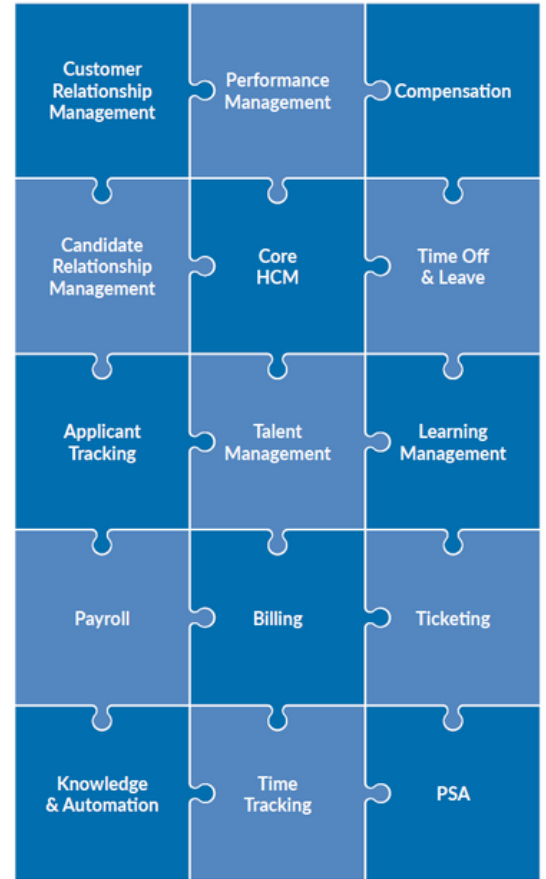 Customer
Relationship
Management
Performance
Management
Compensation
Candidate
Relationship
Management
Core
HCM
Time Off
& Leave
Applicant
Tracking
Talent
Management
Learning
Management
Payroll
Billing
Ticketing
Knowledge
& Automation
Time
Tracking
PSA